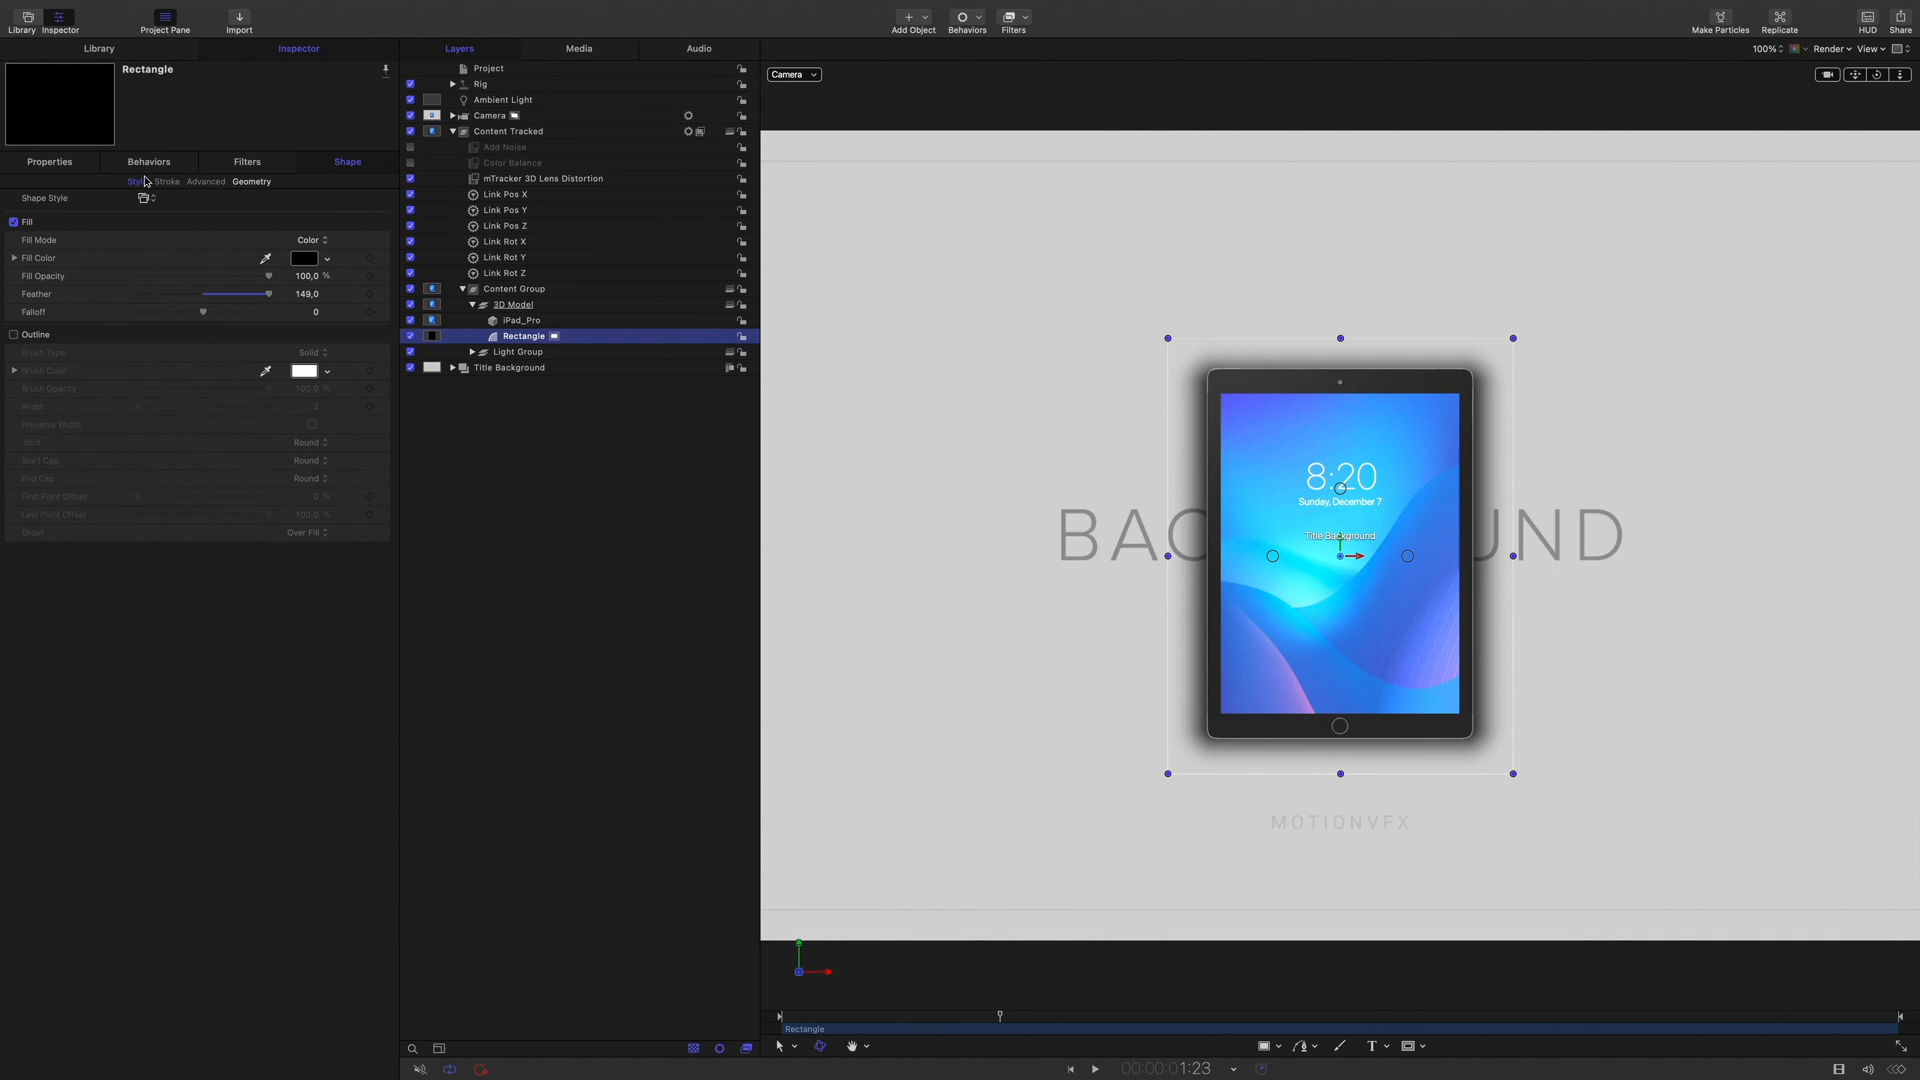 Library Inspector Project Pane Import Add Object Behaviors Filters Make Particles Replicate HUD Share
Library Inspector Layers Media Audio 100% Render View
Rectangle
Properties Behaviors Filters Shape
Style Stroke Advanced Geometry
Shape Style
Fill
Fill Mode Color
Fill Color
Fill Opacity 100,0 %
Feather 149,0
Falloff 0
Outline
Brush Type Solid
Brush Color
Brush Opacity 100,0 %
Width 2
Preserve Width
Joint Round
Start Cap Round
End Cap Round
First Point Offset 0 %
Last Point Offset 100,0 %
Order Over Fill
Project
Rig
Ambient Light
Camera
Content Tracked
Add Noise
Color Balance
mTracker 3D Lens Distortion
Link Pos X
Link Pos Y
Link Pos Z
Link Rot X
Link Rot Y
Link Rot Z
Content Group
3D Model
iPad_Pro
Rectangle
Light Group
Title Background
Camera
8:20
Sunday, December 7
Title Background
BAC UND
MOTIONVFX
Rectangle
T
00:00:01:23